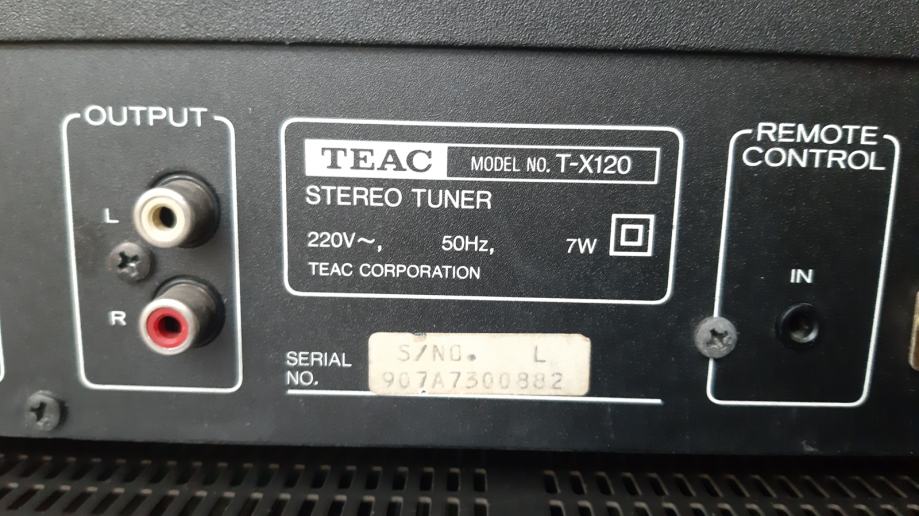 OUTPUT
L
R
TEAC MODEL NO. T-X120
STEREO TUNER
220V~, 50Hz, 7W
TEAC CORPORATION
SERIAL
NO.
S/NO. L
907A7300882
REMOTE
CONTROL
IN